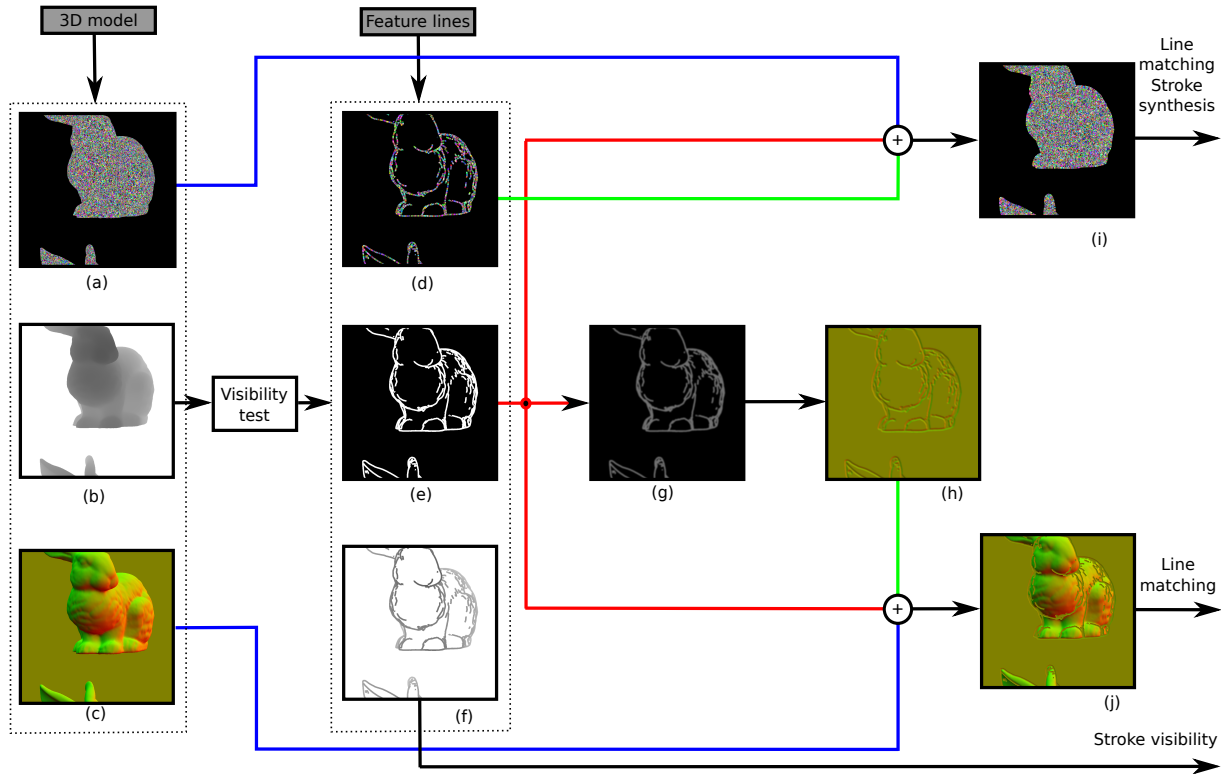 3D model
Feature lines
Line
matching
Stroke
synthesis
+
(a)
(d)
(i)
Visibility
test
(b)
(e)
(g)
(h)
Line
matching
+
(c)
(f)
(j)
Stroke visibility